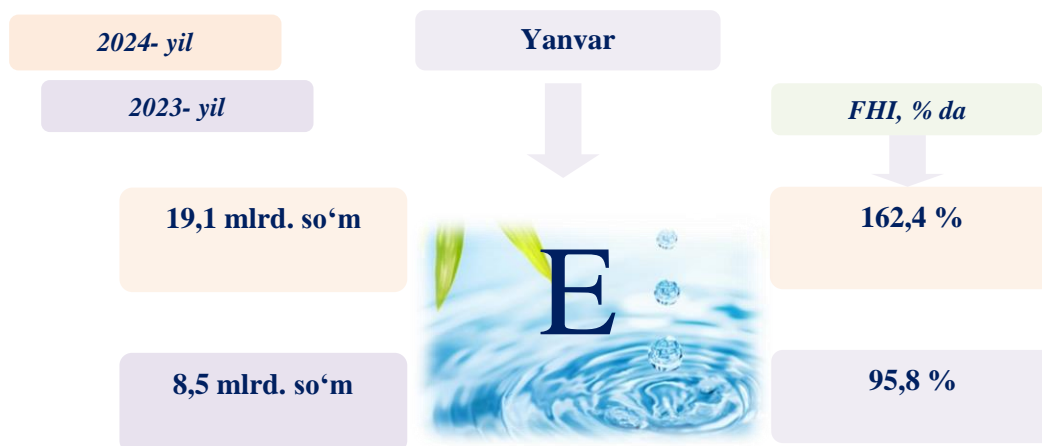 2024- yil
Yanvar
2023- yil
FHI, % da
19,1 mlrd. so‘m
162,4 %
E
8,5 mlrd. so‘m
95,8 %